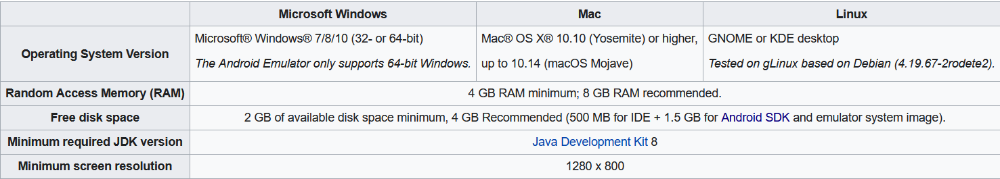 Microsoft Windows Mac Linux
Operating System Version
Microsoft® Windows® 7/8/10 (32- or 64-bit)
The Android Emulator only supports 64-bit Windows.
Mac® OS X® 10.10 (Yosemite) or higher,
up to 10.14 (macOS Mojave)
GNOME or KDE desktop
Tested on gLinux based on Debian (4.19.67-2rodete2).
Random Access Memory (RAM) 4 GB RAM minimum; 8 GB RAM recommended.
Free disk space 2 GB of available disk space minimum, 4 GB Recommended (500 MB for IDE + 1.5 GB for Android SDK and emulator system image).
Minimum required JDK version Java Development Kit 8
Minimum screen resolution 1280 x 800